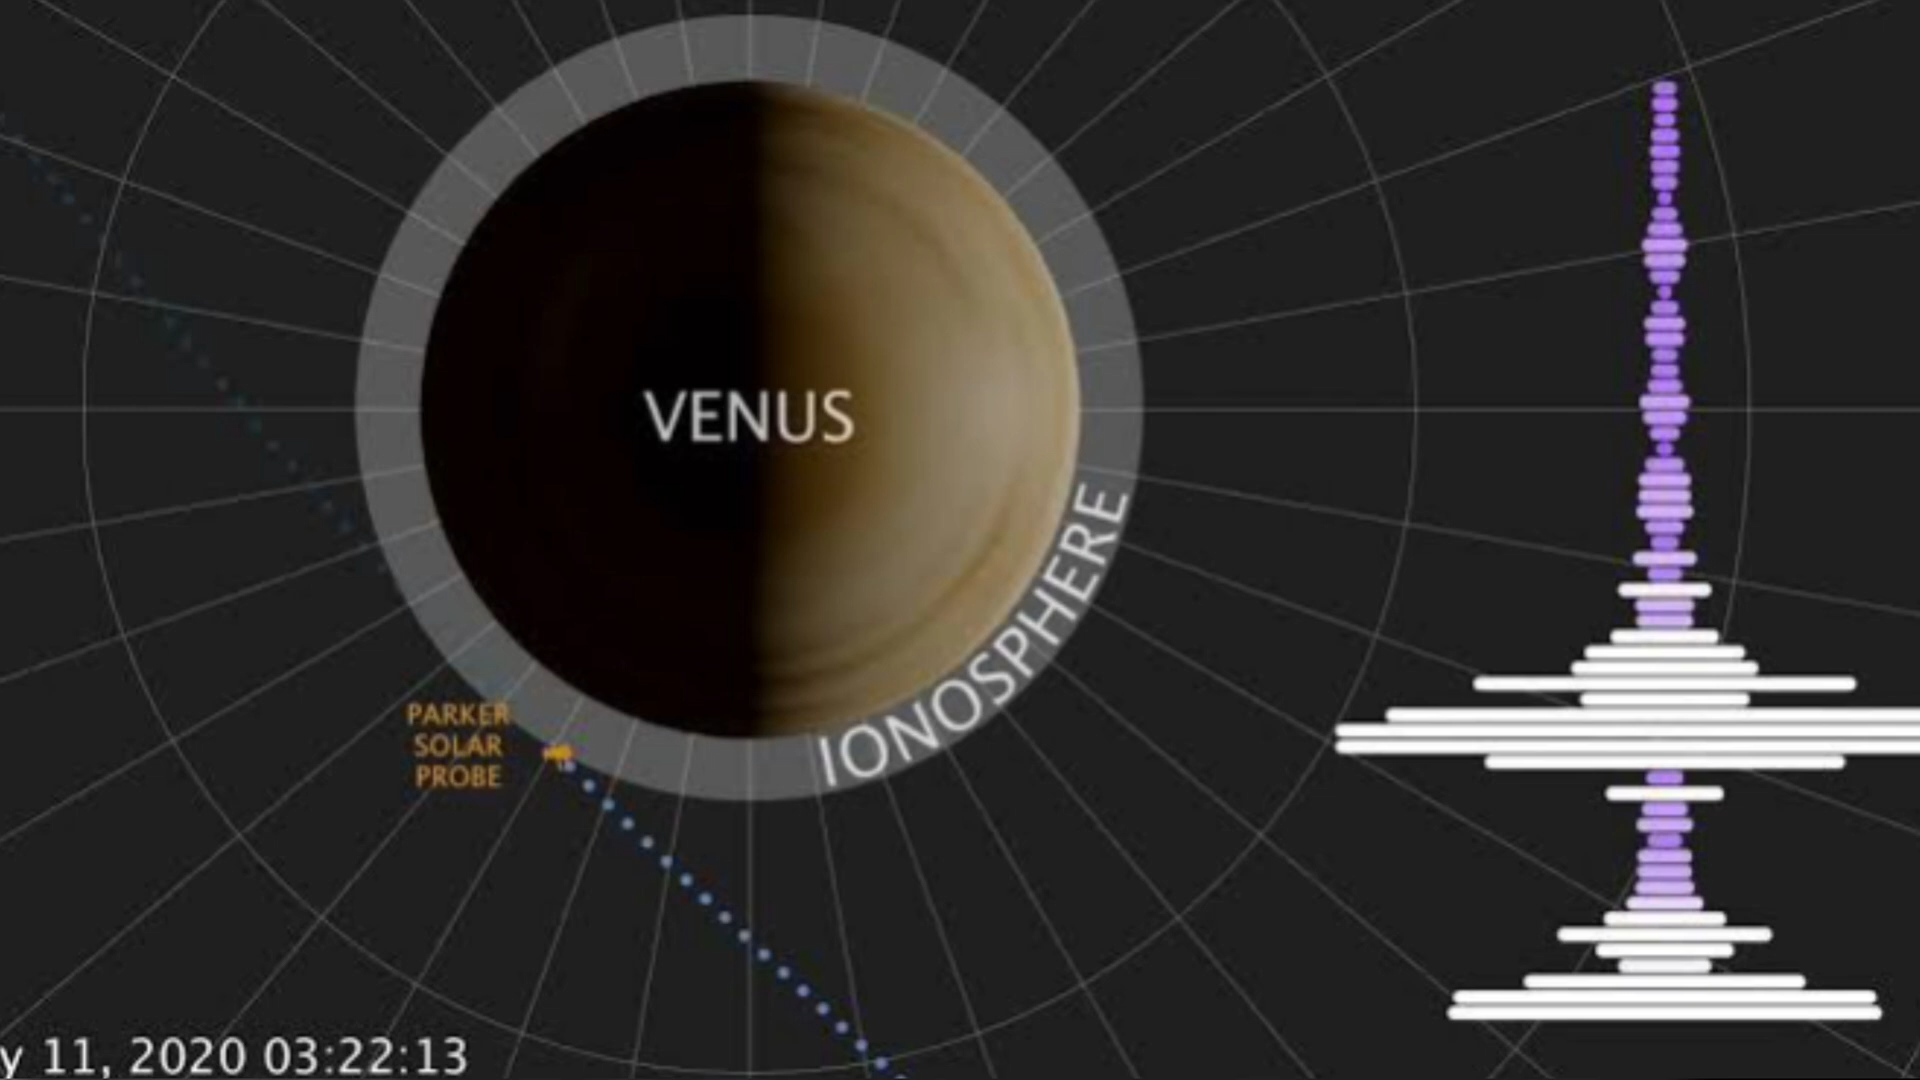 VENUS
IONOSPHERE
PARKER
SOLAR
PROBE
y 11, 2020 03:22:13